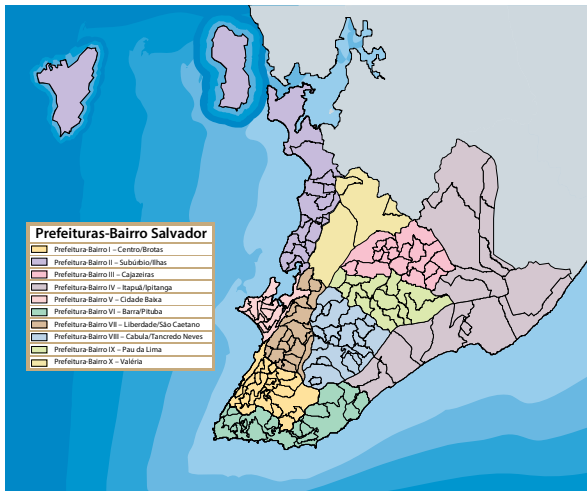 Prefeituras-Bairro Salvador
Prefeitura-Bairro I – Centro/Brotas
Prefeitura-Bairro II – Subúrbio/Ilhas
Prefeitura-Bairro III – Cajazeiras
Prefeitura-Bairro IV – Itapuã/Ipitanga
Prefeitura-Bairro V – Cidade Baixa
Prefeitura-Bairro VI – Barra/Pituba
Prefeitura-Bairro VII – Liberdade/São Caetano
Prefeitura-Bairro VIII – Cabula/Tancredo Neves
Prefeitura-Bairro IX – Pau da Lima
Prefeitura-Bairro X – Valéria